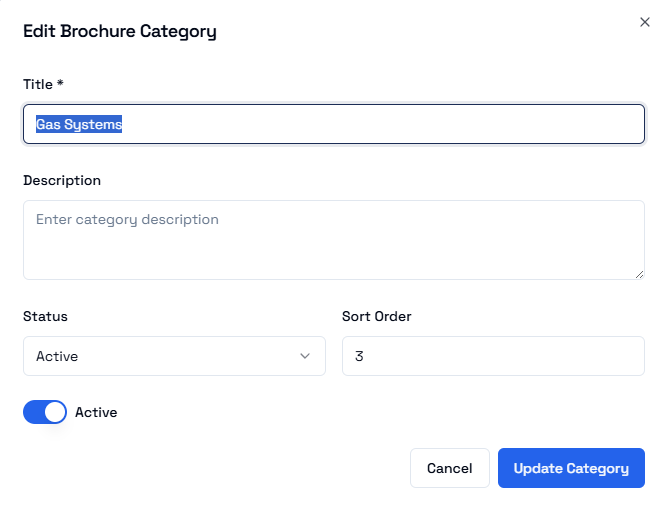 Edit Brochure Category
Title *
Gas Systems
Description
Enter category description
Status
Sort Order
Active
3
Active
Cancel
Update Category